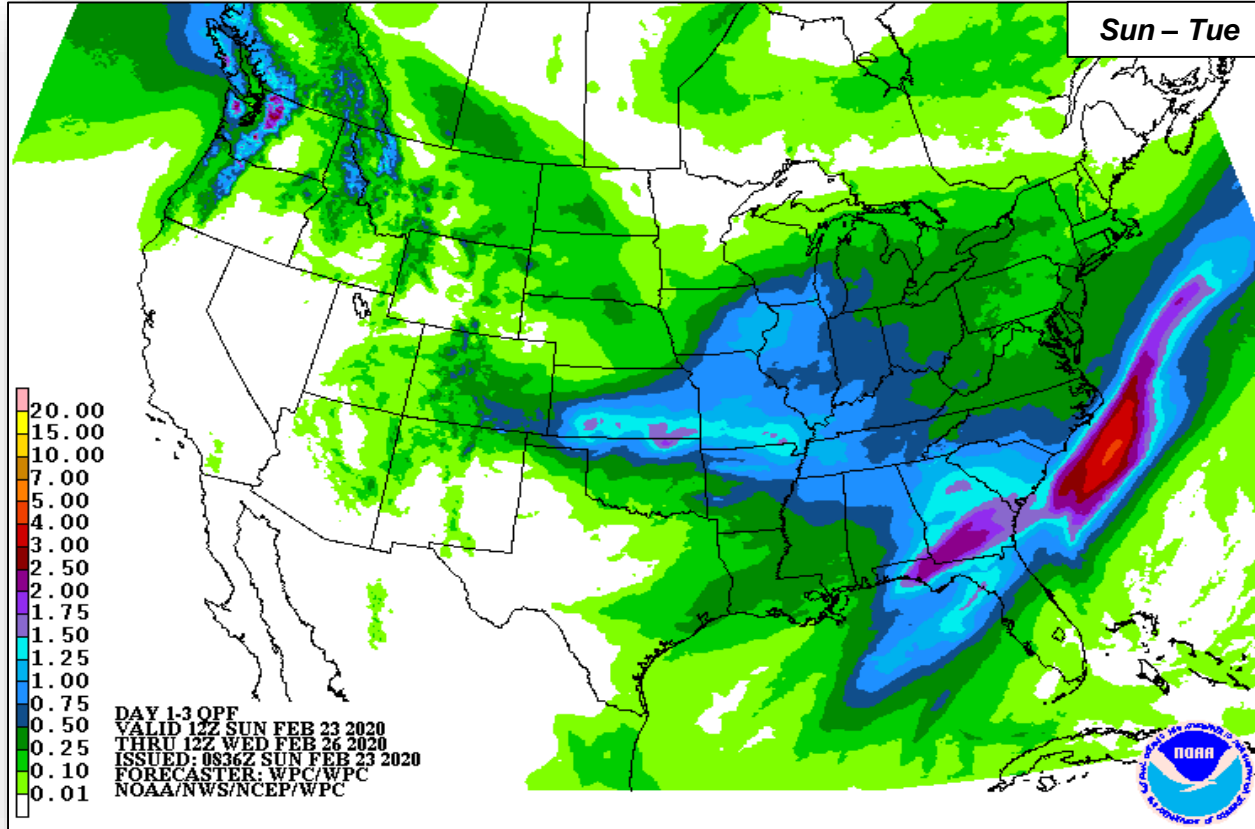 Sun – Tue
20.00
15.00
10.00
7.00
5.00
4.00
3.00
2.50
2.00
1.75
1.50
1.25
1.00
0.75
0.50
0.25
0.10
0.01
DAY 1-3 QPF
VALID 12Z SUN FEB 23 2020
THRU 12Z WED FEB 26 2020
ISSUED: 0836Z SUN FEB 23 2020
FORECASTER: WPC/WPC
NOAA/NWS/NCEP/WPC
NOAA